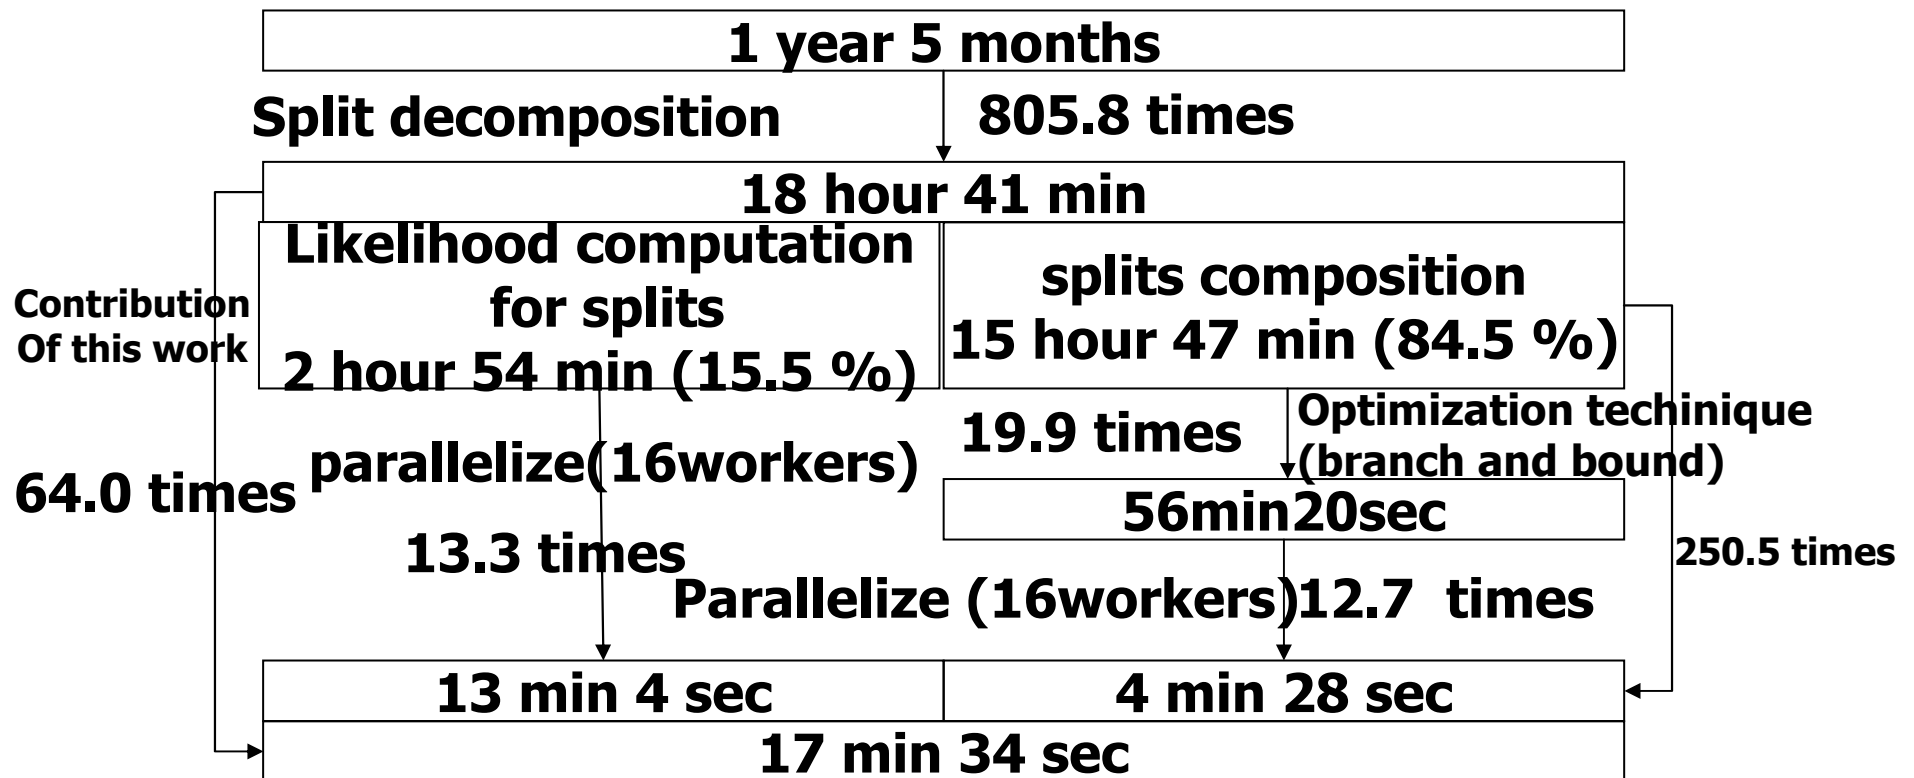 1 year 5 months
Split decomposition
805.8 times
18 hour 41 min
Likelihood computation
for splits
2 hour 54 min (15.5 %)
splits composition
15 hour 47 min (84.5 %)
Contribution
Of this work
64.0 times
parallelize(16workers)
13.3 times
19.9 times
Optimization techinique
(branch and bound)
56min20sec
250.5 times
Parallelize (16workers)
12.7 times
13 min 4 sec
4 min 28 sec
17 min 34 sec